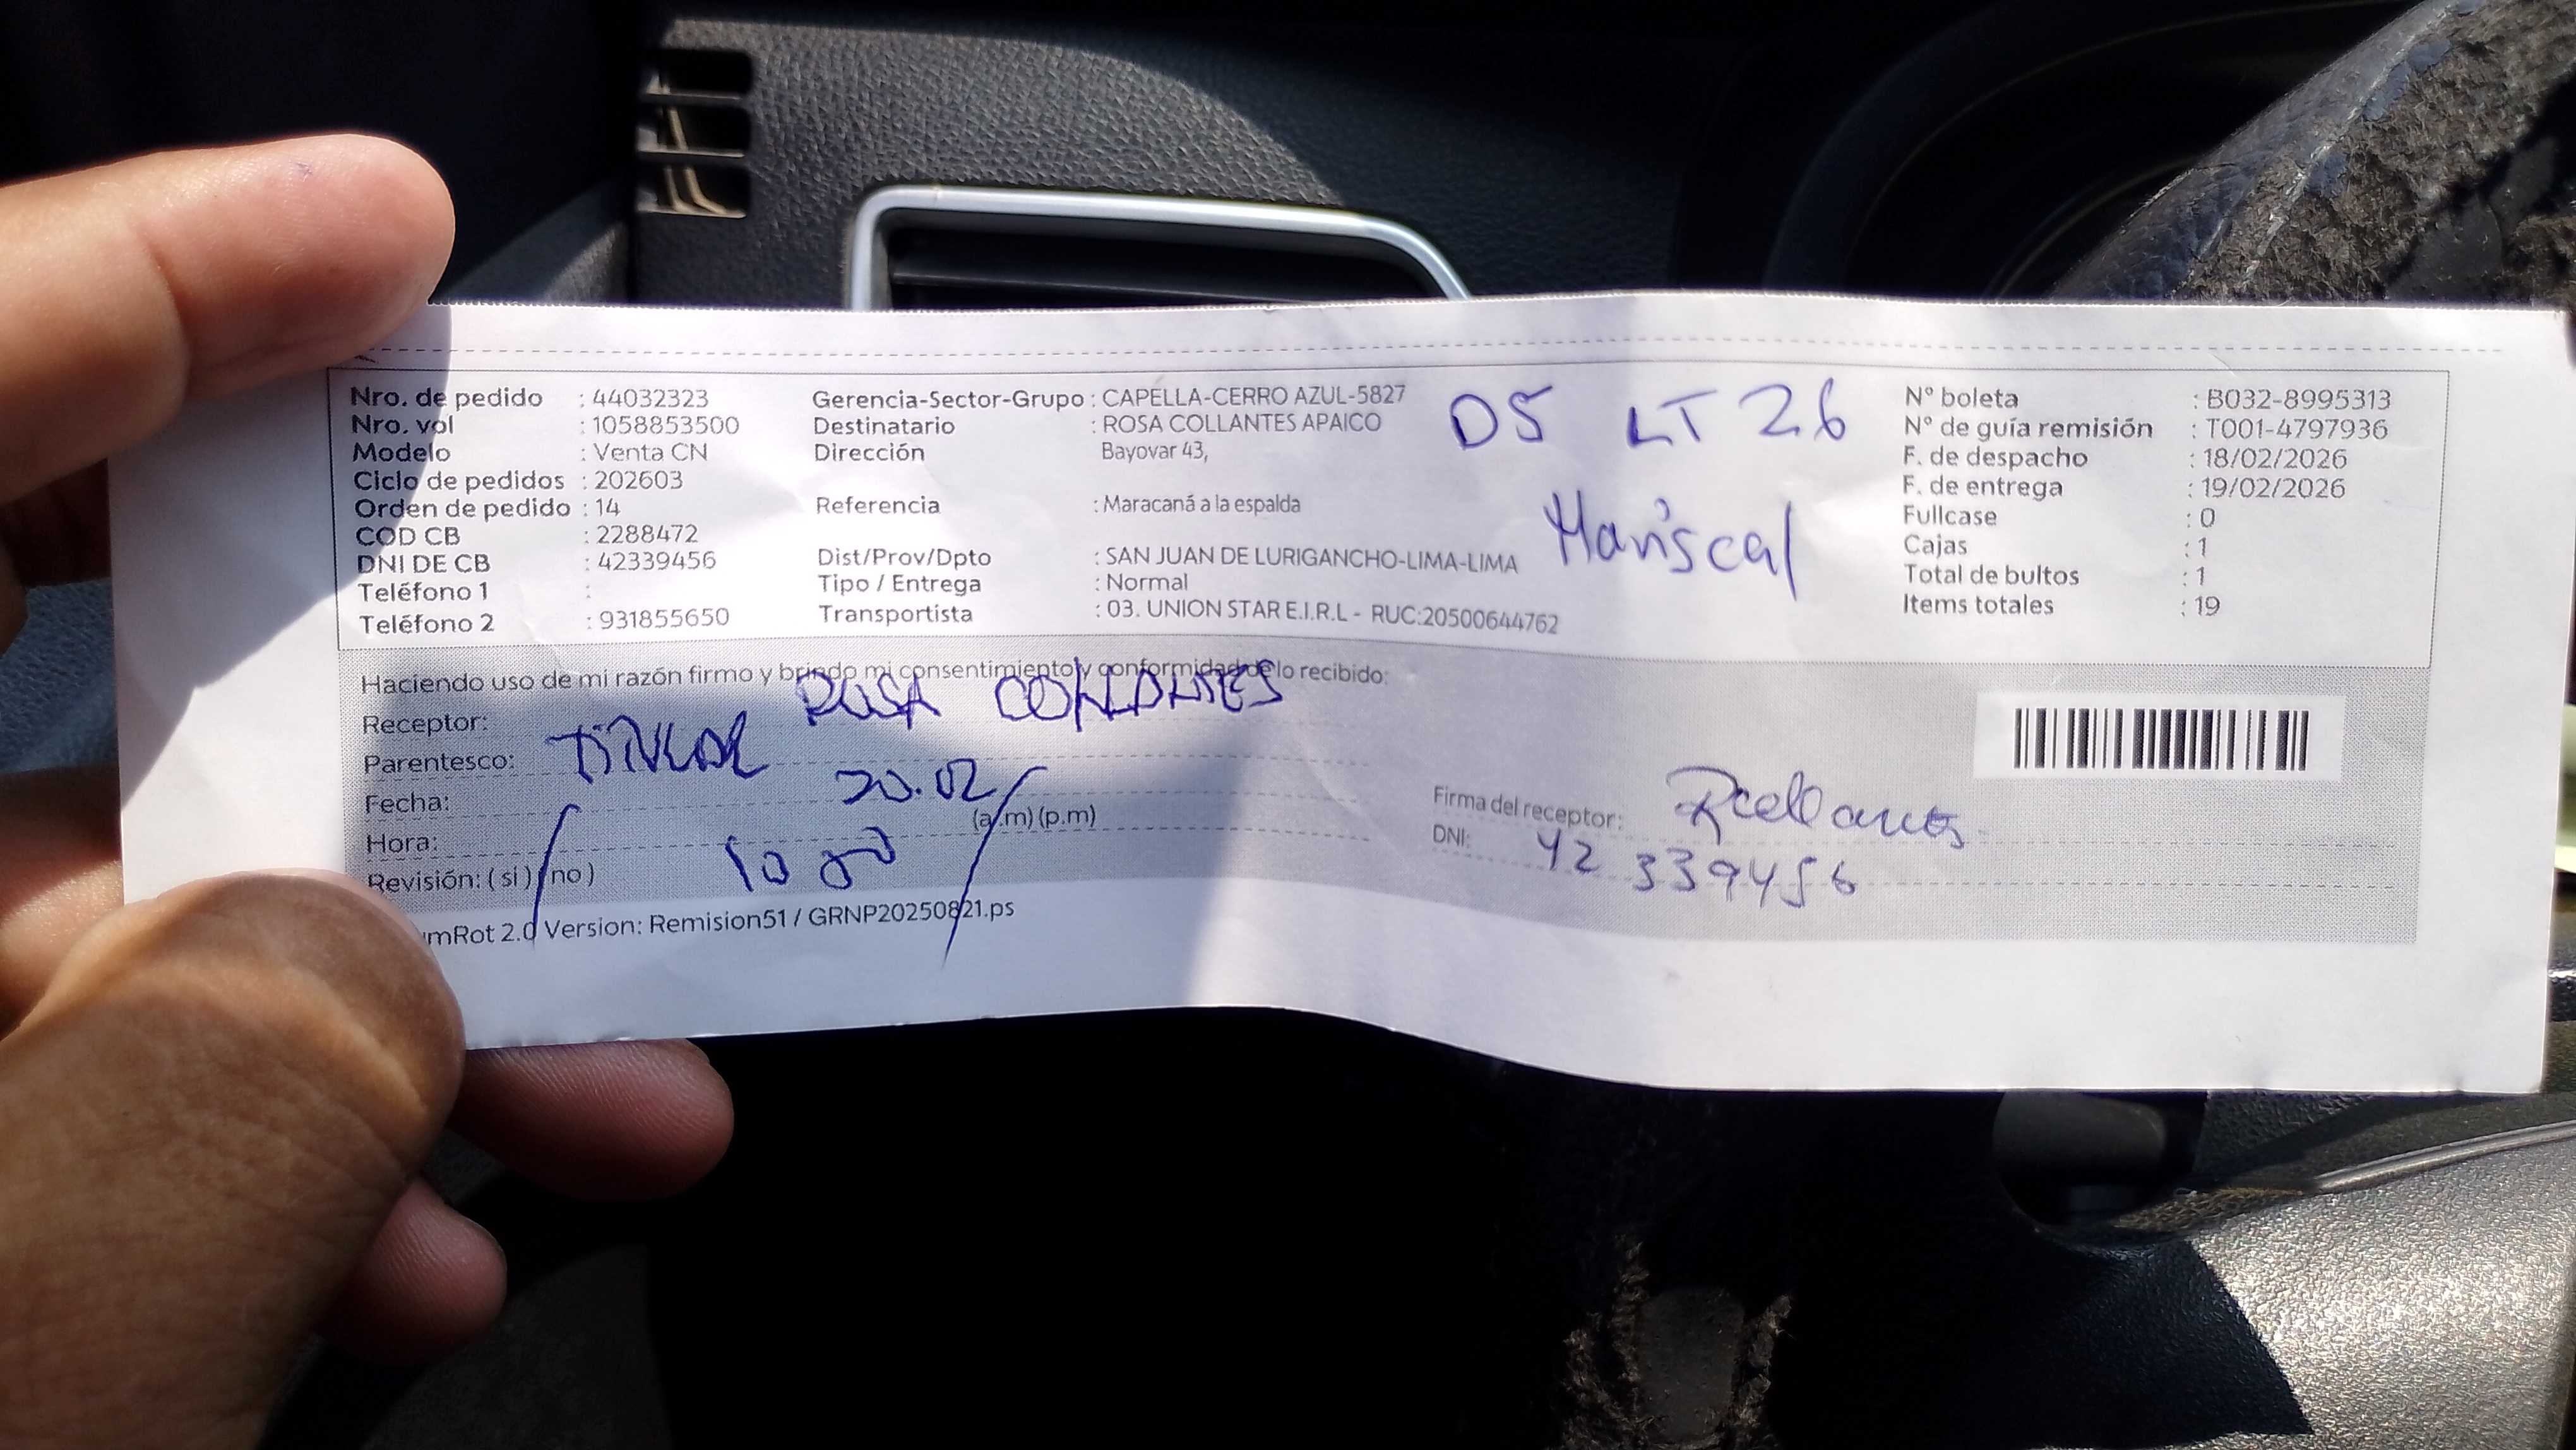 Nro. de pedido : 44032323
Nro. vol : 1058853500
Modelo : Venta CN
Ciclo de pedidos : 202603
Orden de pedido : 14
COD CB : 2288472
DNI DE CB : 42339456
Teléfono 1 :
Teléfono 2 : 931855650
Gerencia-Sector-Grupo : CAPELLA-CERRO AZUL-5827
Destinatario : ROSA COLLANTES APAICO
Dirección Bayovar 43,
Referencia : Maracaná a la espalda
Dist/Prov/Dpto : SAN JUAN DE LURIGANCHO-LIMA-LIMA
Tipo / Entrega : Normal
Transportista : 03. UNION STAR E.I.R.L - RUC:20500644762
D5 LT 26
Mariscal
Nº boleta : B032-8995313
Nº de guía remisión : T001-4797936
F. de despacho : 18/02/2026
F. de entrega : 19/02/2026
Fullcase : 0
Cajas : 1
Total de bultos : 1
Items totales : 19
Haciendo uso de mi razón firmo y brindo mi consentimiento y conformidad de lo recibido:
Receptor: ROSA COLLANTES
Parentesco: TITULAR
Fecha: 20.02
Hora: 10 00 (a.m) (p.m)
Revisión: ( si ) ( no )
Firma del receptor: Rcollantes
DNI: 42 339456
mRot 2.0 Version: Remision51 / GRNP20250821.ps